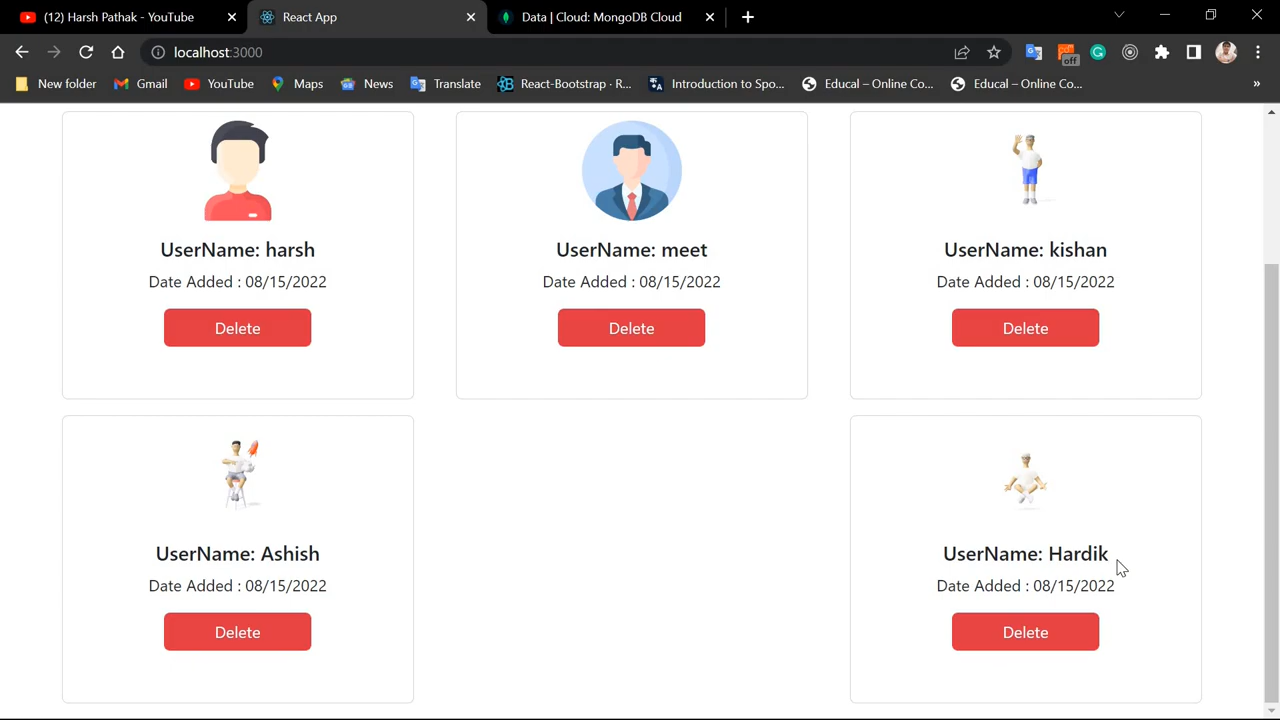 (12) Harsh Pathak - YouTube
React App
Data | Cloud: MongoDB Cloud
localhost:3000
off
New folder
Gmail
YouTube
Maps
News
Translate
React-Bootstrap · R...
Introduction to Spo...
Educal – Online Co...
Educal – Online Co...
UserName: harsh
Date Added : 08/15/2022
Delete
UserName: meet
Date Added : 08/15/2022
Delete
UserName: kishan
Date Added : 08/15/2022
Delete
UserName: Ashish
Date Added : 08/15/2022
Delete
UserName: Hardik
Date Added : 08/15/2022
Delete